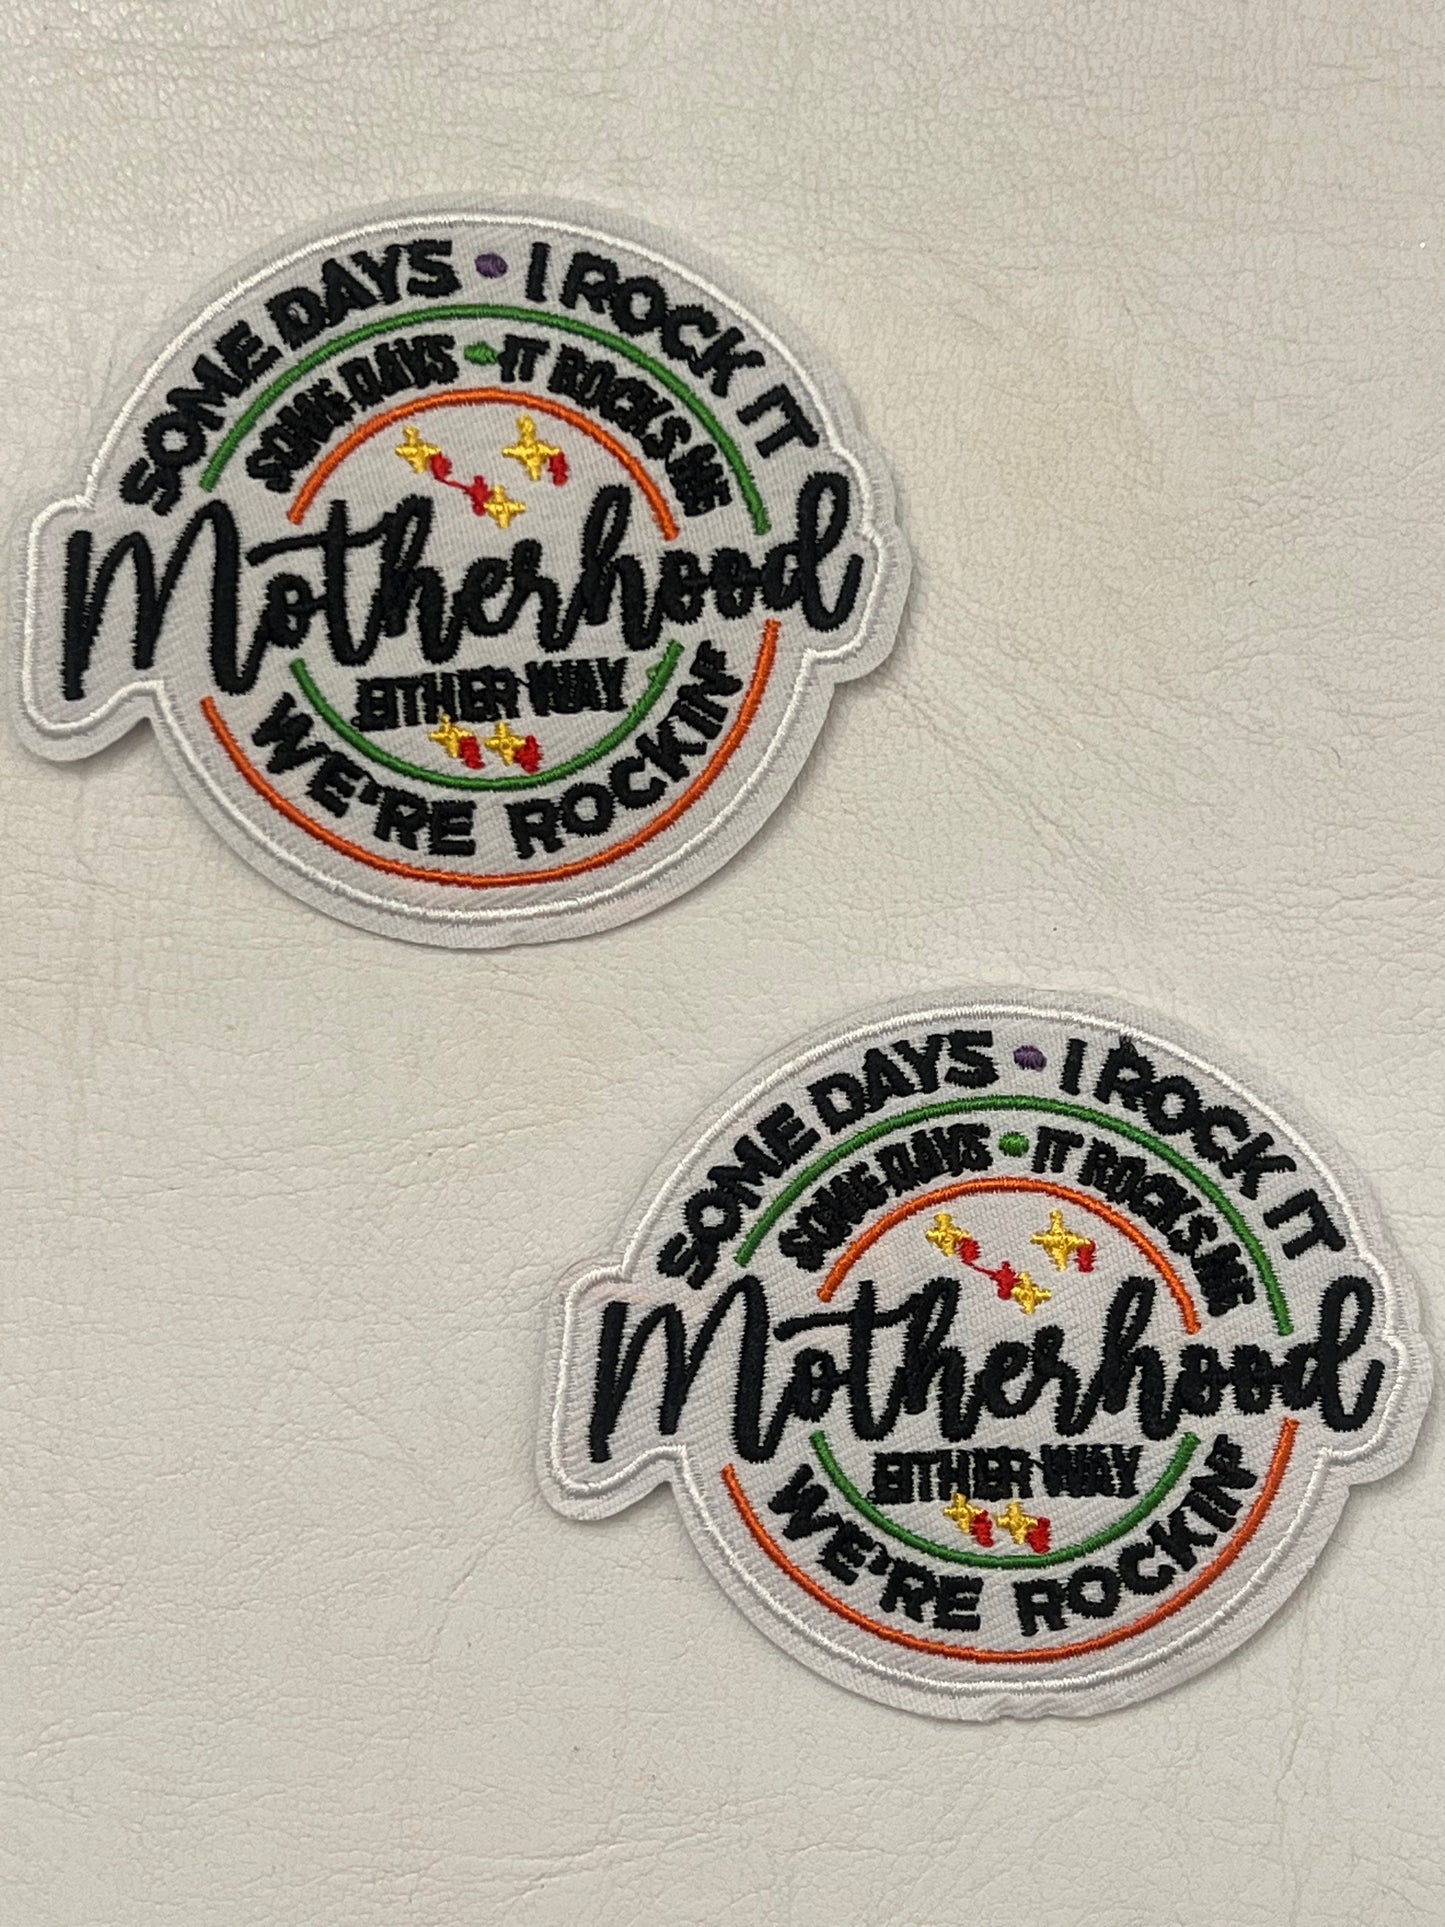 SOME DAYS • I ROCK IT
SOME DAYS • IT ROCKS ME
Motherhood
EITHER WAY
WE'RE ROCKIN'
SOME DAYS • I ROCK IT
SOME DAYS • IT ROCKS ME
Motherhood
EITHER WAY
WE'RE ROCKIN'